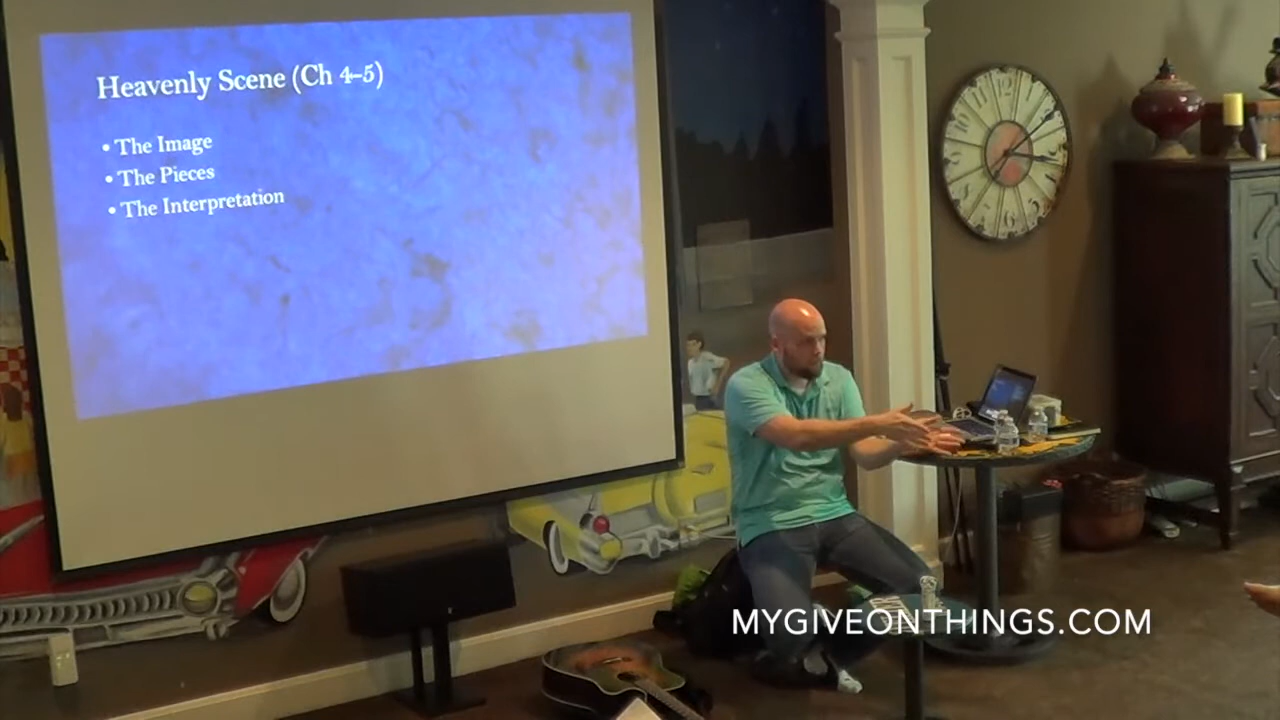 Heavenly Scene (Ch 4–5)
• The Image
• The Pieces
• The Interpretation
MYGIVEONTHINGS.COM